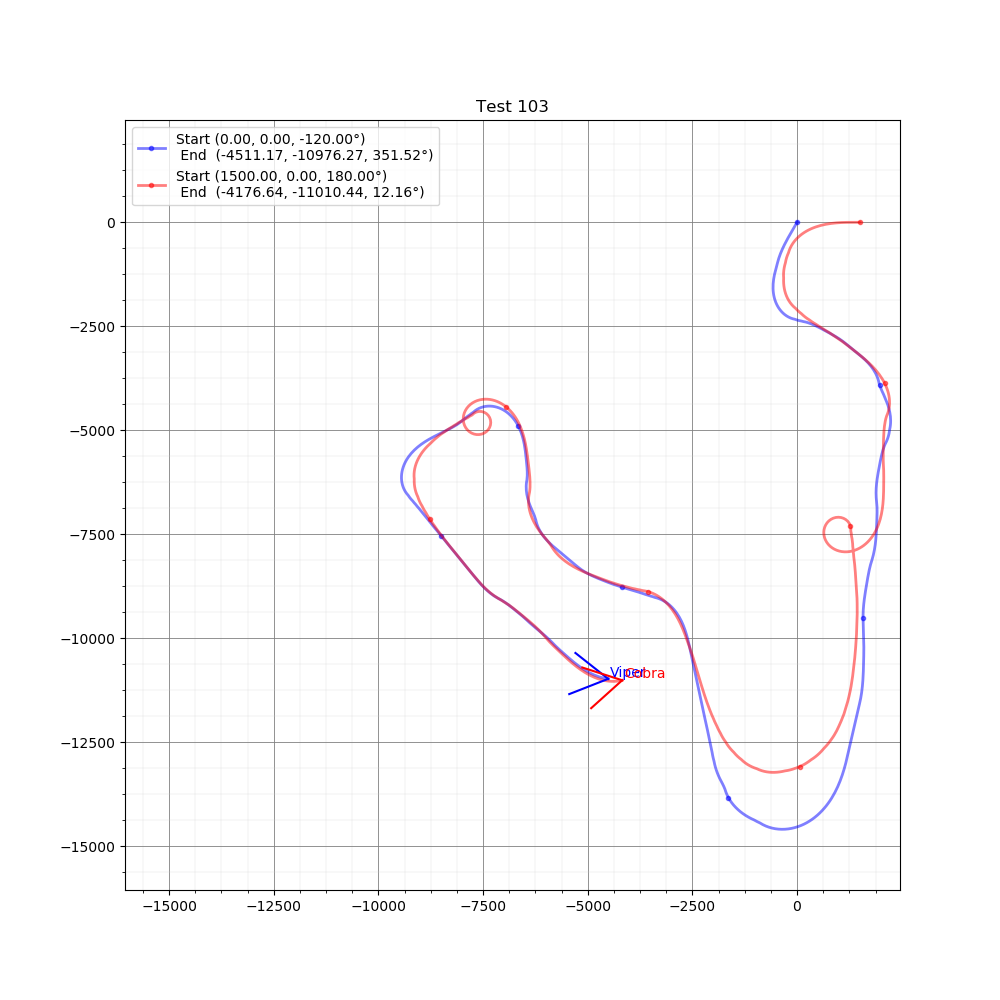 Test 103
Start (0.00, 0.00, -120.00°)
End (-4511.17, -10976.27, 351.52°)
Start (1500.00, 0.00, 180.00°)
End (-4176.64, -11010.44, 12.16°)
0
−2500
−5000
−7500
−10000
−12500
−15000
Viper
Cobra
−15000 −12500 −10000 −7500 −5000 −2500 0